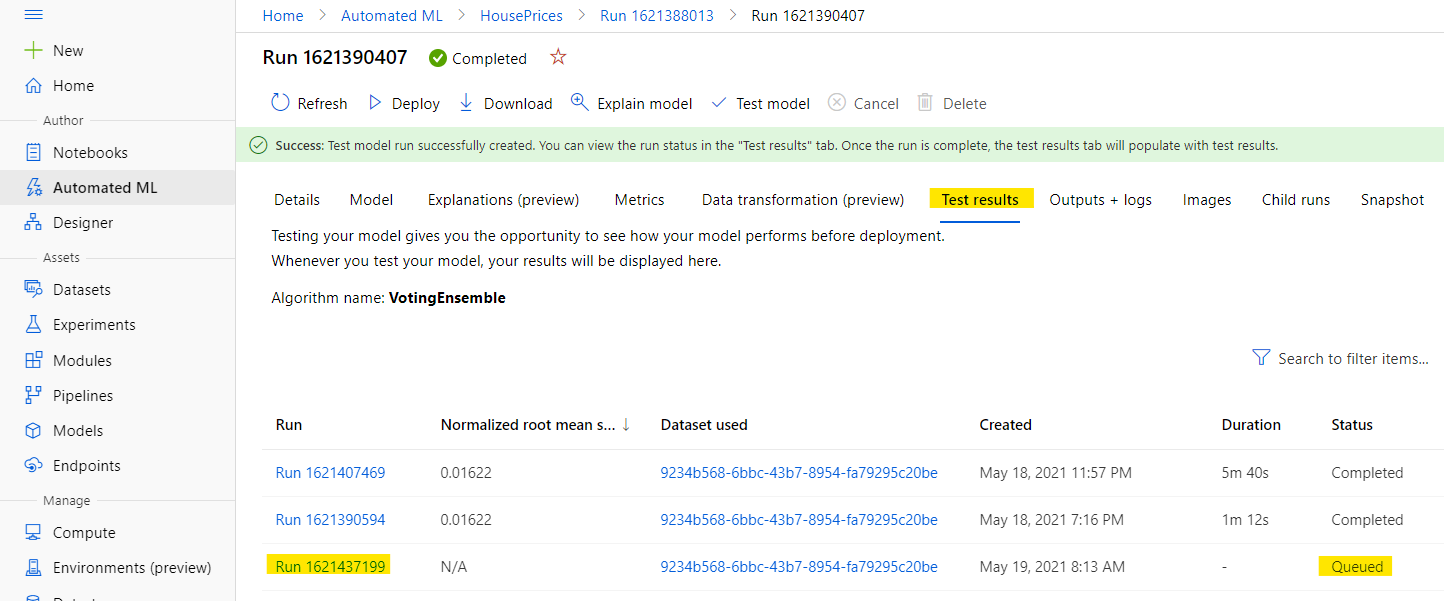 Home > Automated ML > HousePrices > Run 1621388013 > Run 1621390407
New
Home
Author
Notebooks
Automated ML
Designer
Assets
Datasets
Experiments
Modules
Pipelines
Models
Endpoints
Manage
Compute
Environments (preview)
Run 1621390407 Completed
Refresh Deploy Download Explain model Test model Cancel Delete
Success: Test model run successfully created. You can view the run status in the "Test results" tab. Once the run is complete, the test results tab will populate with test results.
Details Model Explanations (preview) Metrics Data transformation (preview) Test results Outputs + logs Images Child runs Snapshot
Testing your model gives you the opportunity to see how your model performs before deployment.
Whenever you test your model, your results will be displayed here.
Algorithm name: VotingEnsemble
Search to filter items...
Run Normalized root mean s... ↓ Dataset used Created Duration Status
Run 1621407469 0.01622 9234b568-6bbc-43b7-8954-fa79295c20be May 18, 2021 11:57 PM 5m 40s Completed
Run 1621390594 0.01622 9234b568-6bbc-43b7-8954-fa79295c20be May 18, 2021 7:16 PM 1m 12s Completed
Run 1621437199 N/A 9234b568-6bbc-43b7-8954-fa79295c20be May 19, 2021 8:13 AM - Queued